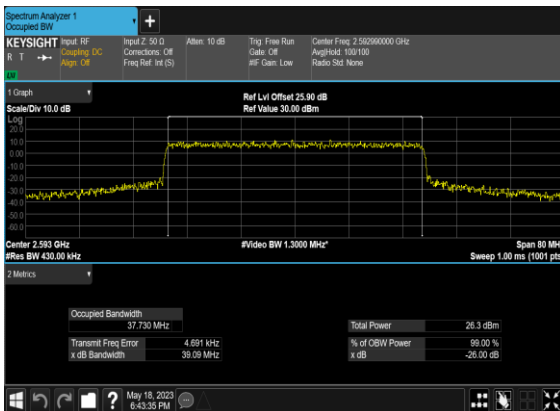 Spectrum Analyzer 1
Occupied BW
KEYSIGHT Input: RF Input Z: 50 Ω Atten: 10 dB Trig: Free Run Center Freq: 2.592990000 GHz
R T Coupling: DC Corrections: Off Gate: Off Avg|Hold: 100/100
Align: Off Freq Ref: Int (S) #IF Gain: Low Radio Std: None
LV
1 Graph
Ref Lvl Offset 25.90 dB
Scale/Div 10.0 dB Ref Value 30.00 dBm
Log
20.0
10.0
0.00
-10.0
-20.0
-30.0
-40.0
-50.0
-60.0
Center 2.593 GHz #Video BW 1.3000 MHz* Span 80 MH
#Res BW 430.00 kHz Sweep 1.00 ms (1001 pts
2 Metrics
Occupied Bandwidth
37.730 MHz Total Power 26.3 dBm
Transmit Freq Error 4.691 kHz % of OBW Power 99.00 %
x dB Bandwidth 39.09 MHz x dB -26.00 dB
May 18, 2023
6:43:35 PM